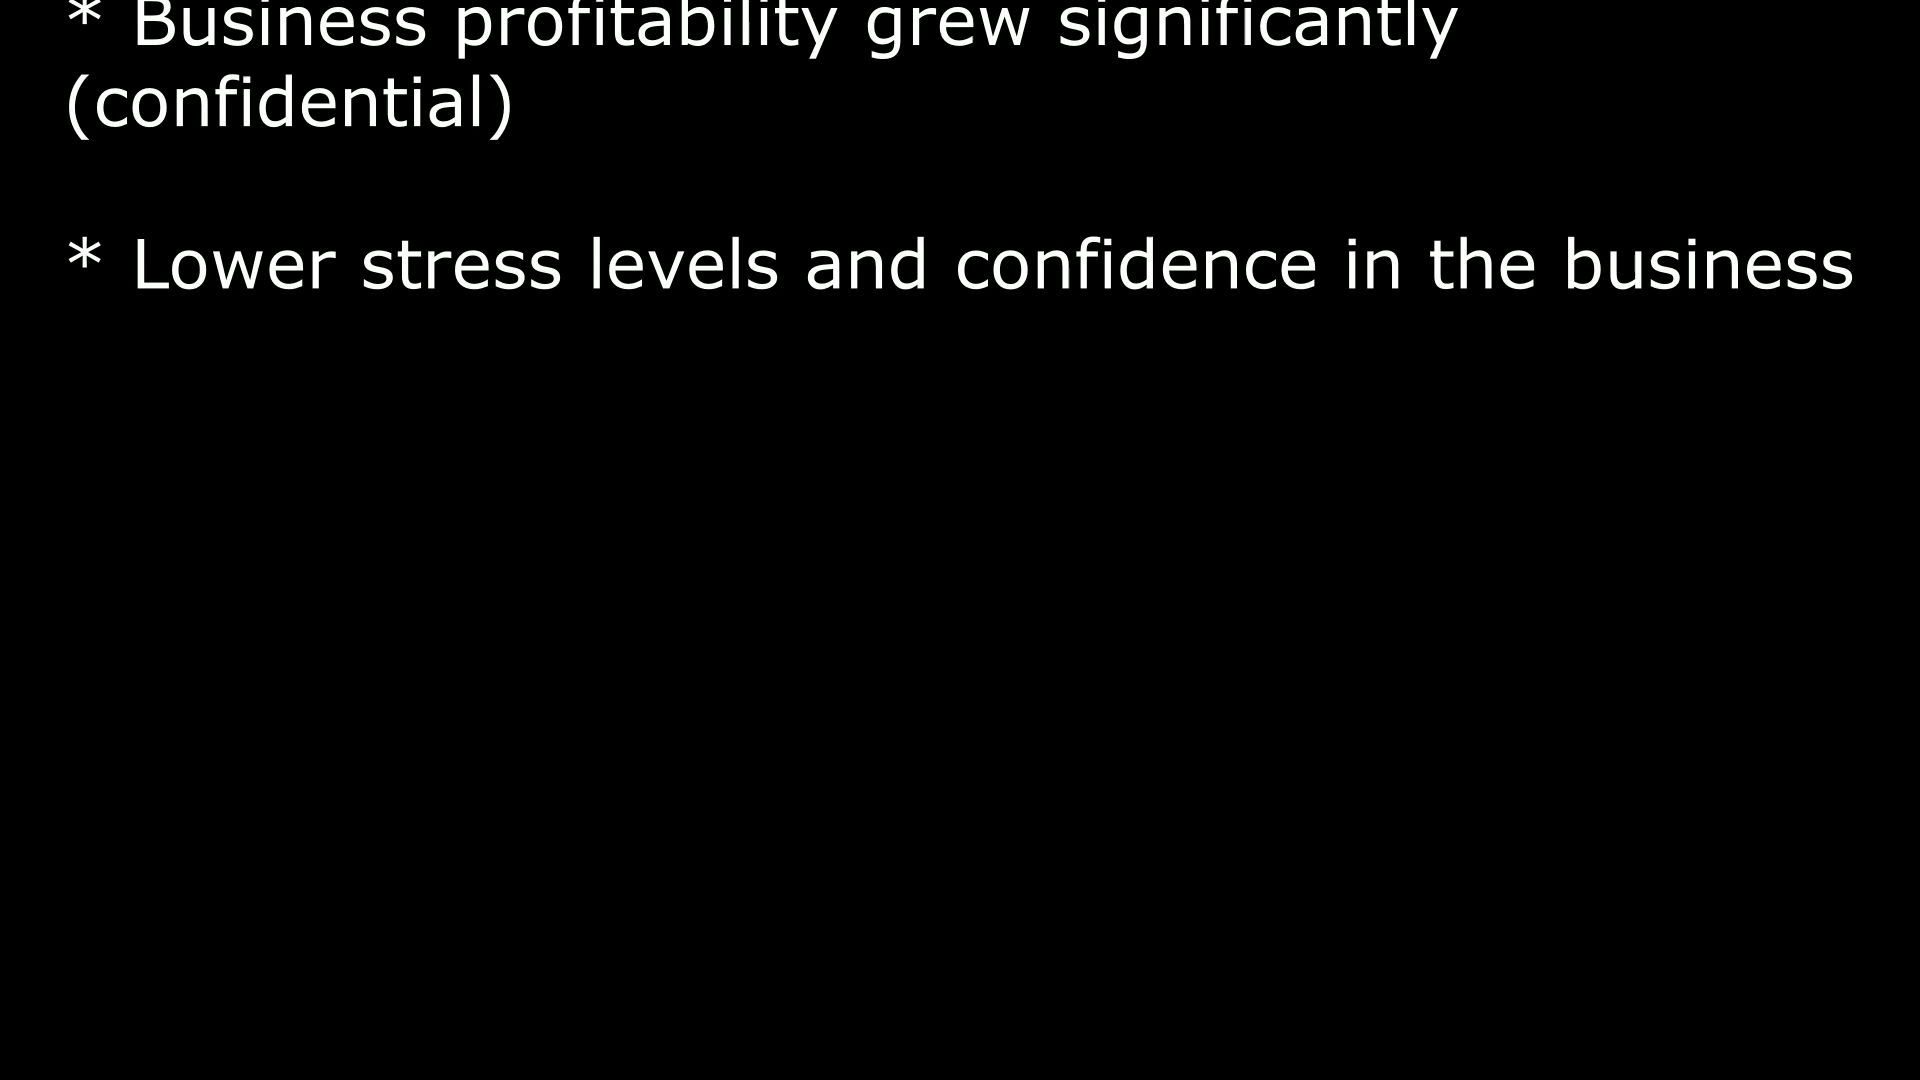 * Business profitability grew significantly
(confidential)
* Lower stress levels and confidence in the business